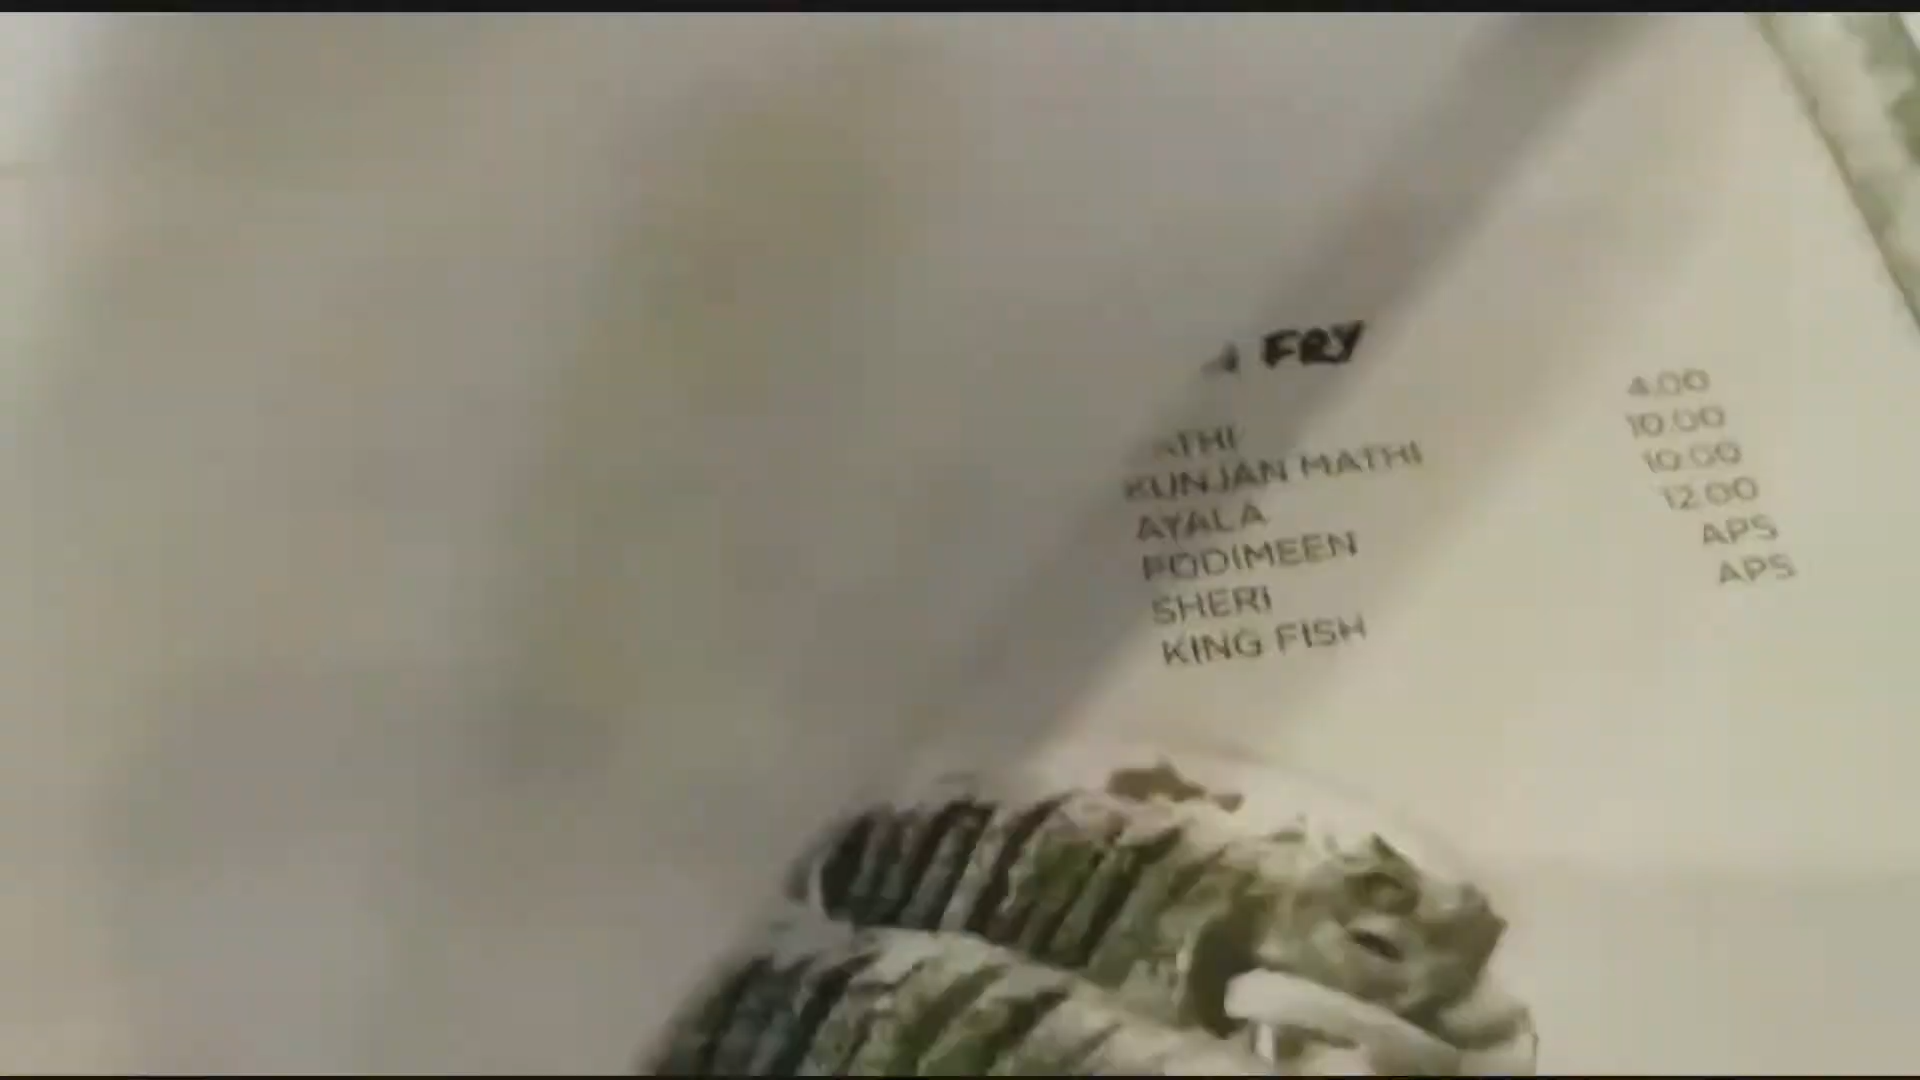 FRY
KUNJAN MATHI 4.00
AYALA 10.00
PODIMEEN 10.00
SHERI 12.00
KING FISH APS
APS